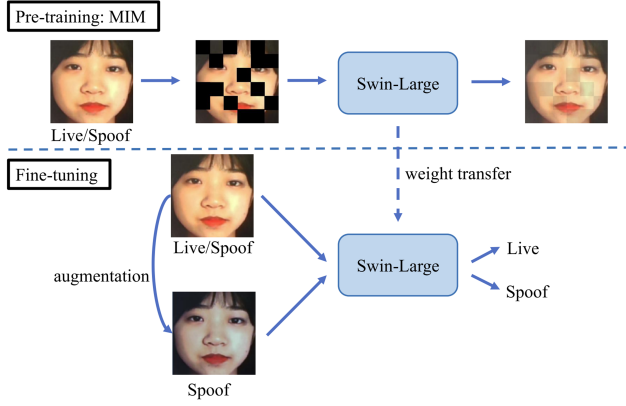 Pre-training: MIM
Swin-Large
Live/Spoof
Fine-tuning
weight transfer
Live/Spoof
Swin-Large
Live
augmentation
Spoof
Spoof